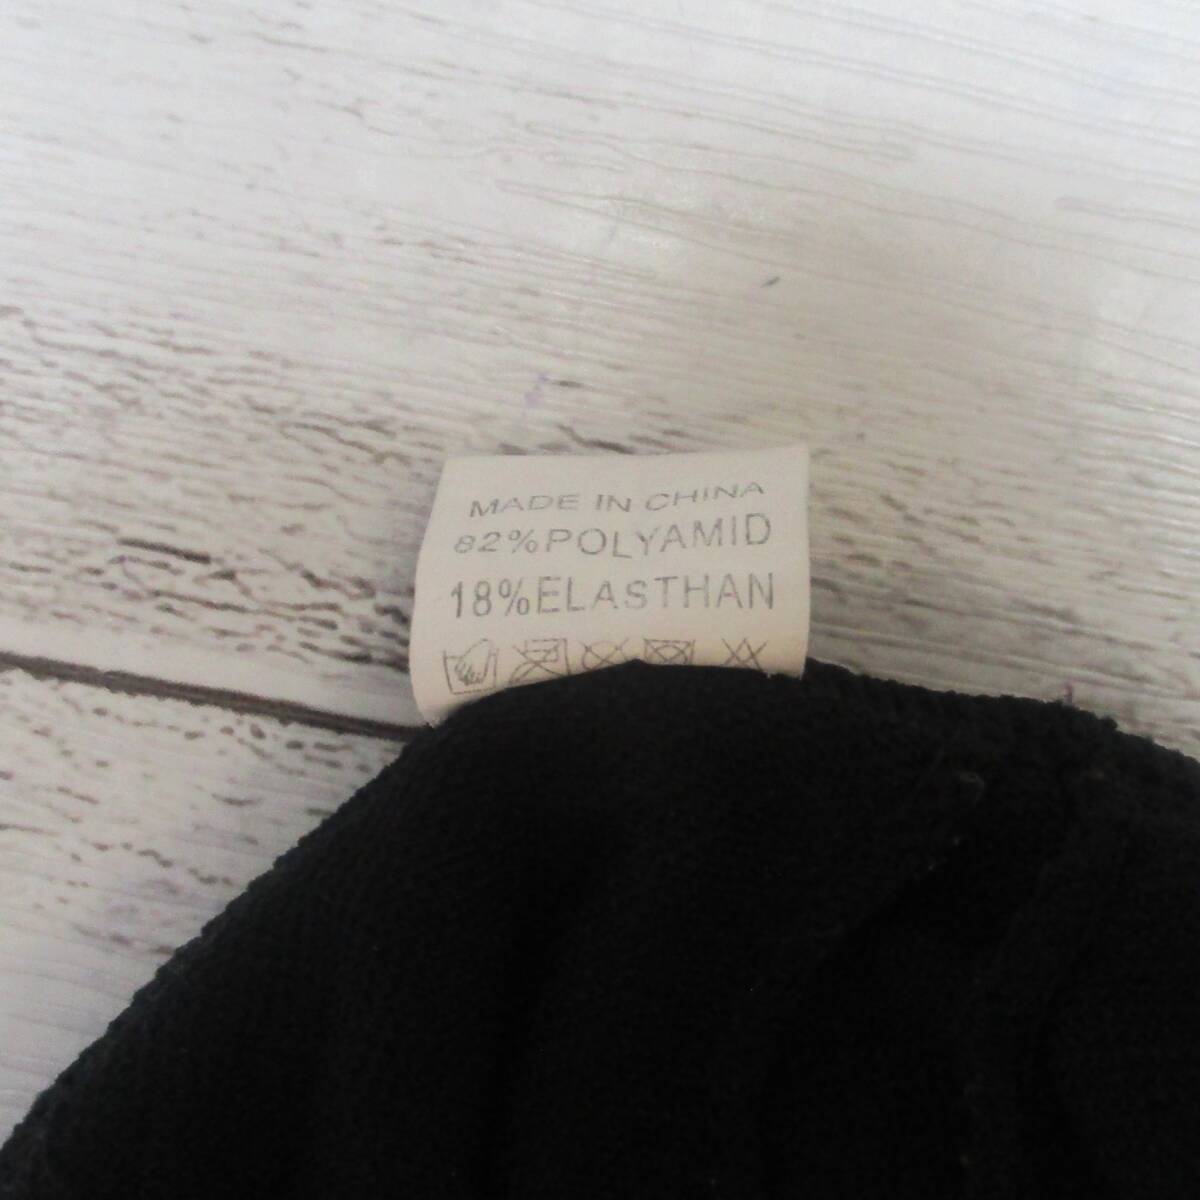 MADE IN CHINA
82%POLYAMID
18%ELASTHAN